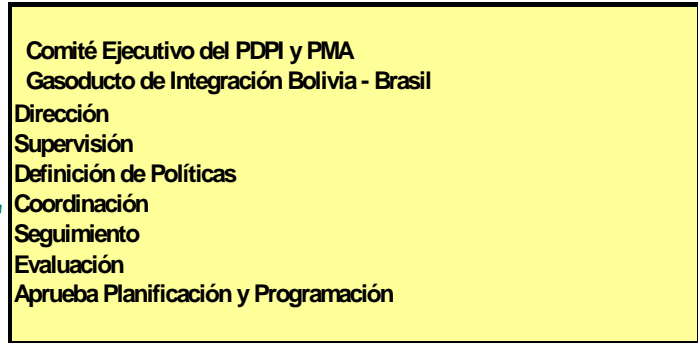 Comité Ejecutivo del PDPI y PMA
Gasoducto de Integración Bolivia - Brasil
Dirección
Supervisión
Definición de Políticas
Coordinación
Seguimiento
Evaluación
Aprueba Planificación y Programación